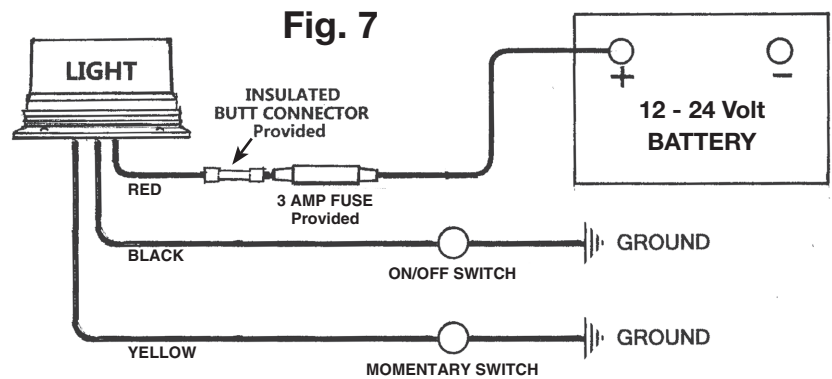 Fig. 7
LIGHT
INSULATED
BUTT CONNECTOR
Provided
+
–
12 - 24 Volt
BATTERY
RED
3 AMP FUSE
Provided
BLACK
ON/OFF SWITCH
GROUND
YELLOW
MOMENTARY SWITCH
GROUND